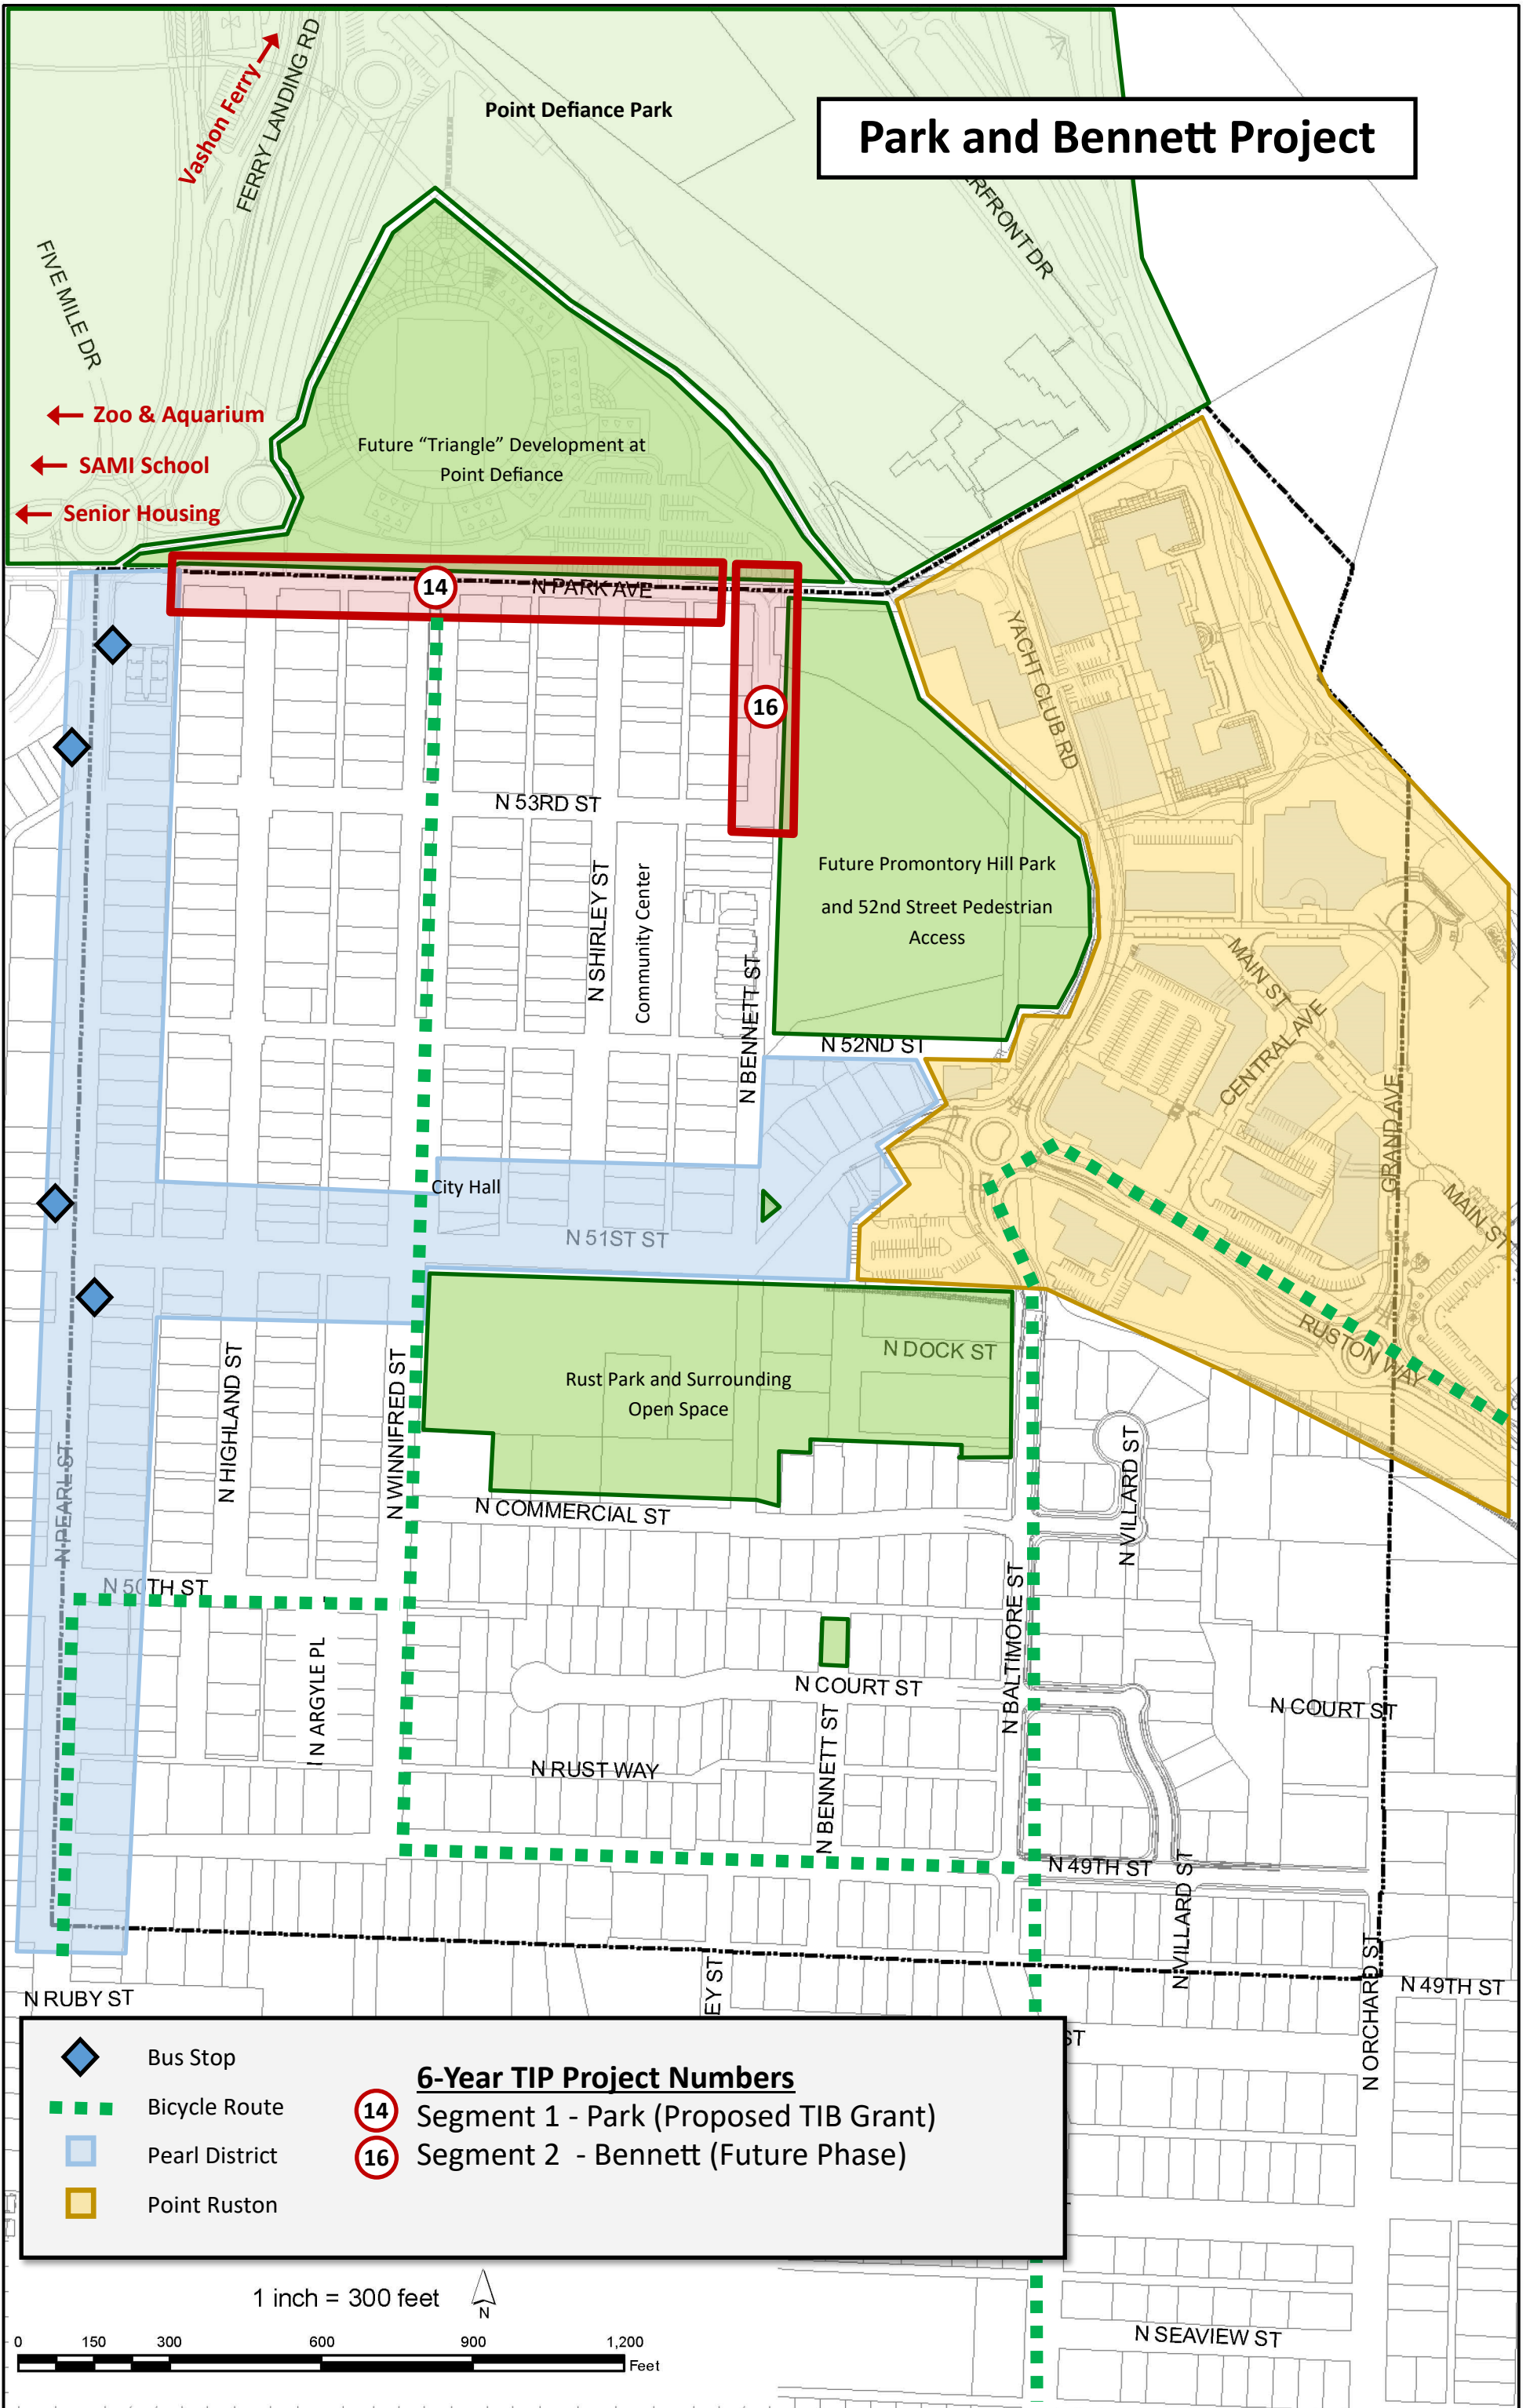 Park and Bennett Project
Point Defiance Park
Vashon Ferry
FERRY LANDING RD
FIVE MILE DR
Zoo & Aquarium
SAMI School
Senior Housing
Future “Triangle” Development at
Point Defiance
14
N PARK AVE
16
YACHT CLUB RD
N 53RD ST
N SHIRLEY ST
Community Center
Future Promontory Hill Park
and 52nd Street Pedestrian
Access
N BENNETT ST
N 52ND ST
MAIN ST
CENTRAL AVE
GRAND AVE
MAIN ST
City Hall
N 51ST ST
RUSTON WAY
N DOCK ST
Rust Park and Surrounding
Open Space
N HIGHLAND ST
N WINNIFRED ST
N PEARL ST
N COMMERCIAL ST
N VILLARD ST
N 50TH ST
N BALTIMORE ST
N ARGYLE PL
N COURT ST
N COURT ST
N BENNETT ST
N RUST WAY
N 49TH ST
N VILLARD ST
N ORCHARD ST
N 49TH ST
N RUBY ST
EY ST
ST
Bus Stop
Bicycle Route
Pearl District
Point Ruston
6-Year TIP Project Numbers
14 Segment 1 - Park (Proposed TIB Grant)
16 Segment 2 - Bennett (Future Phase)
1 inch = 300 feet
N
0 150 300 600 900 1,200
Feet
N SEAVIEW ST